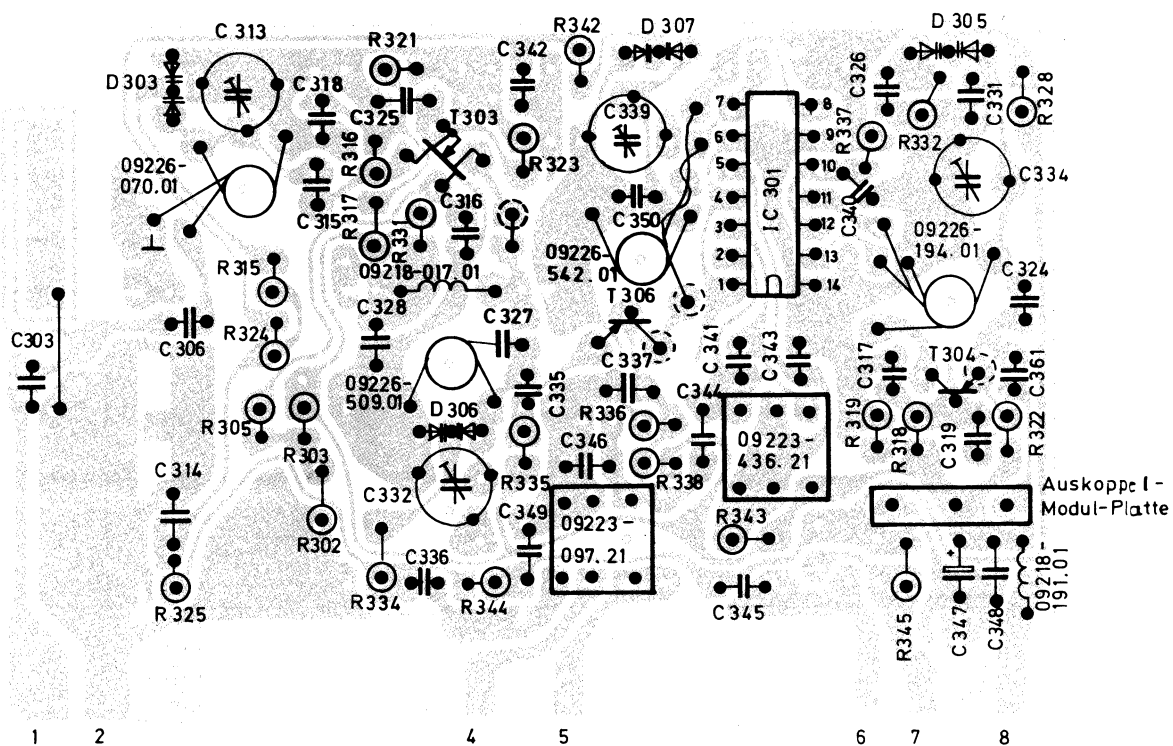 C 313
D 303
C 318
R321
C 325
T303
C 342
R342
D 307
C 339
R323
7
8
6
9
5
10
4
11
3
12
2
13
1
14
IC 301
D 305
C 326
R337
R332
C 331
R 328
C 334
C 340
09226-
070.01
C 315
R 316
R 317
R 331
C 316
09218-017.01
C 350
09226-
542.01
09226-
194.01
C 324
R 315
R 324
C 306
C 303
C 328
C 327
09226-
509.01
D 306
T 306
C 337
C 335
R 336
C 341
C 343
C 344
C 317
T 304
C 361
R 319
R 318
C 319
R 322
R 305
R 303
C 314
R 302
R 325
C 332
R 335
C 346
R 338
09223-
436.21
C 349
09223-
097.21
R 343
C 336
R 334
R 344
C 345
Auskoppel-
Modul-Platte
R 345
C 347
+
C 348
09218-
191.01
1 2 4 5 6 7 8